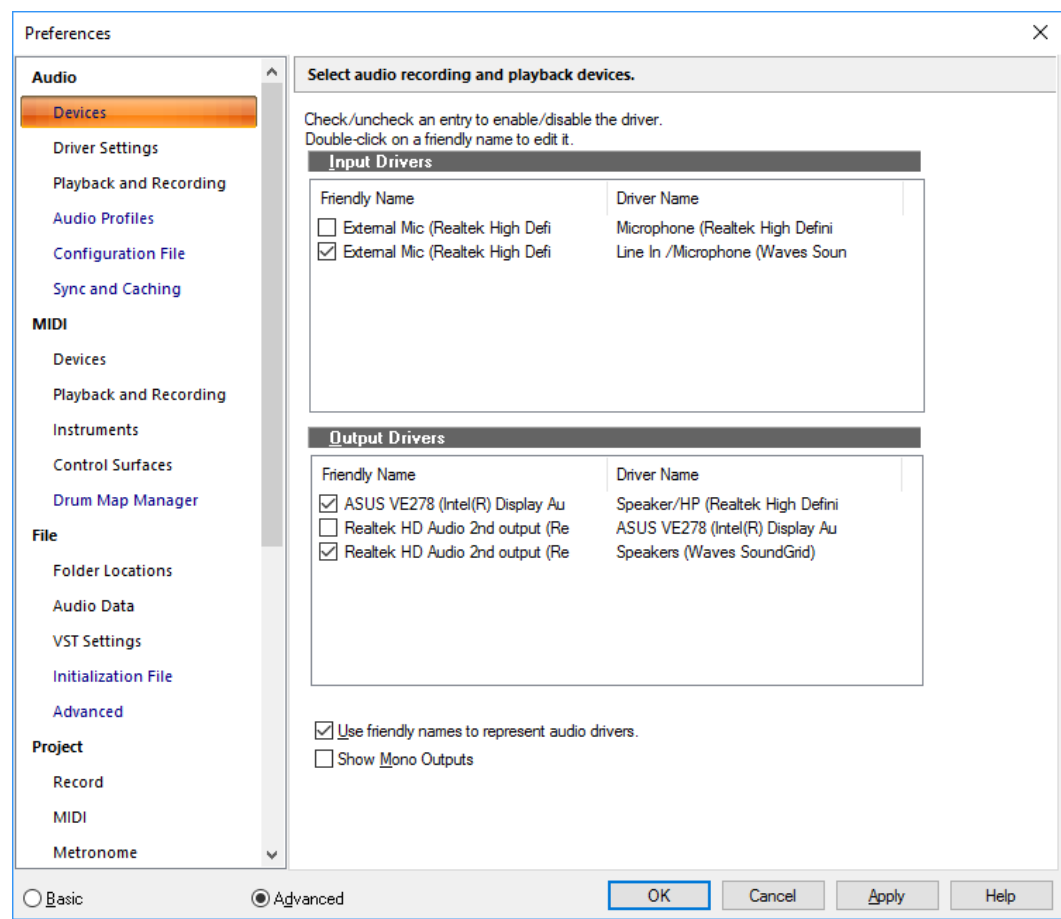 Preferences
Audio
Devices
Driver Settings
Playback and Recording
Audio Profiles
Configuration File
Sync and Caching
MIDI
Devices
Playback and Recording
Instruments
Control Surfaces
Drum Map Manager
File
Folder Locations
Audio Data
VST Settings
Initialization File
Advanced
Project
Record
MIDI
Metronome
Select audio recording and playback devices.
Check/uncheck an entry to enable/disable the driver.
Double-click on a friendly name to edit it.
Input Drivers
Friendly Name Driver Name
External Mic (Realtek High Defi Microphone (Realtek High Defini
External Mic (Realtek High Defi Line In /Microphone (Waves Soun
Output Drivers
Friendly Name Driver Name
ASUS VE278 (Intel(R) Display Au Speaker/HP (Realtek High Defini
Realtek HD Audio 2nd output (Re ASUS VE278 (Intel(R) Display Au
Realtek HD Audio 2nd output (Re Speakers (Waves SoundGrid)
Use friendly names to represent audio drivers.
Show Mono Outputs
Basic Advanced OK Cancel Apply Help